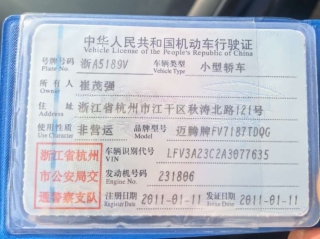 中华人民共和国机动车行驶证
Vehicle License of the People's Republic of China
号牌号码 浙A5189V 车辆类型 小型轿车
Plate No. Vehicle Type
所有人 崔茂强
Owner
住址 浙江省杭州市江干区秋涛北路121号
Address
使用性质 非营运 品牌型号 迈腾牌FV7187TDQG
Use Character Model
浙江省杭州 车辆识别代号 LFV3A23C2A3077635
VIN
市公安局交 发动机号码 231806
Engine No.
通警察支队 注册日期 2011-01-11 发证日期 2011-01-11
Register Date Issue Date